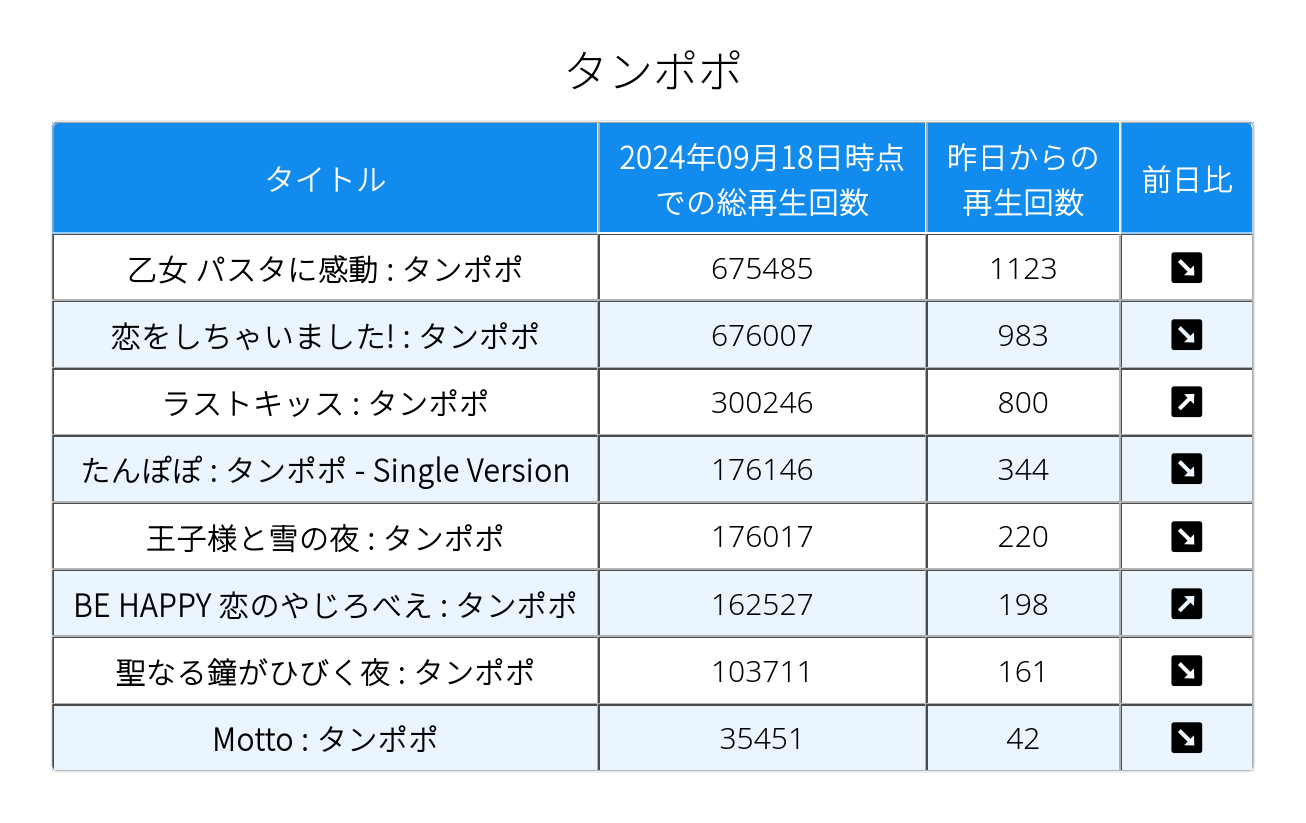 タンポポ
タイトル
2024年09月18日時点
での総再生回数
昨日からの
再生回数
前日比
乙女 パスタに感動 : タンポポ 675485 1123 ↘
恋をしちゃいました! : タンポポ 676007 983 ↘
ラストキッス : タンポポ 300246 800 ↗
たんぽぽ : タンポポ - Single Version 176146 344 ↘
王子様と雪の夜 : タンポポ 176017 220 ↘
BE HAPPY 恋のやじろべえ : タンポポ 162527 198 ↗
聖なる鐘がひびく夜 : タンポポ 103711 161 ↘
Motto : タンポポ 35451 42 ↘